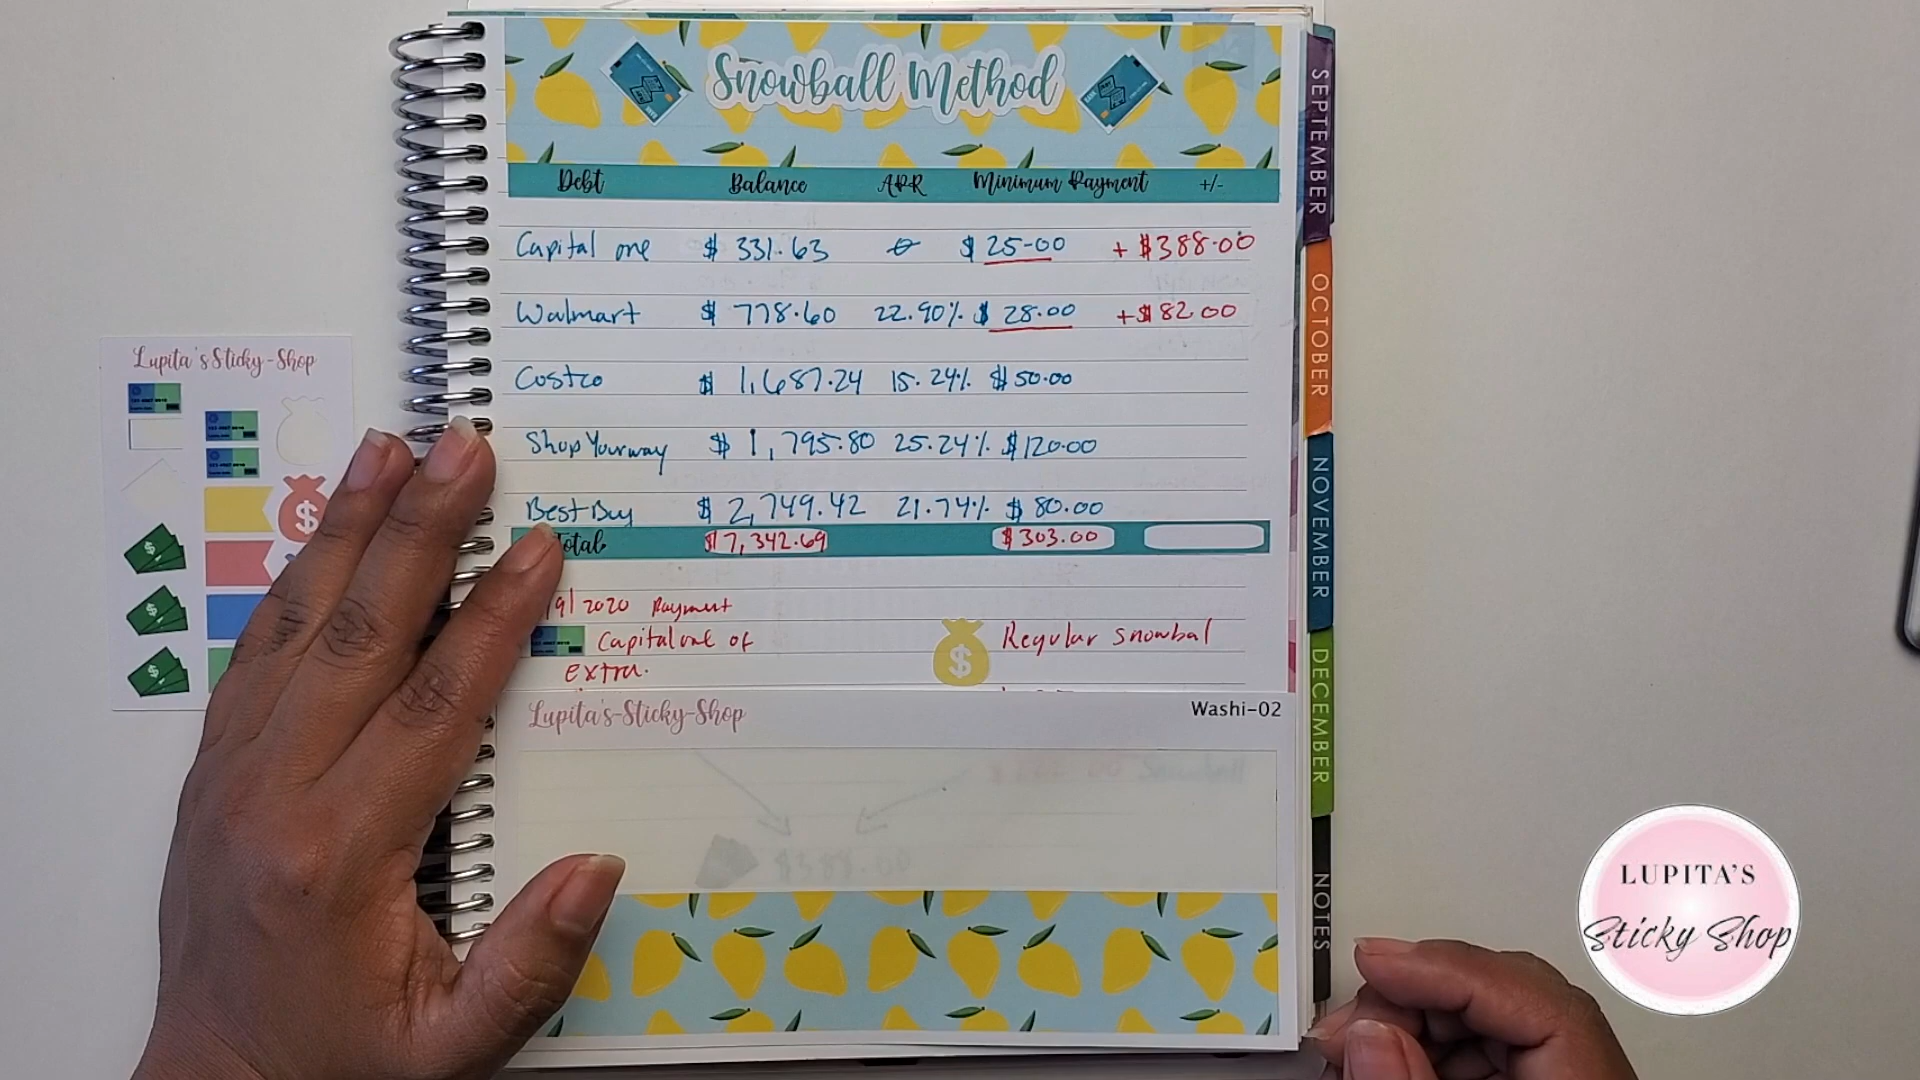 Snowball Method
Debt Balance APR Minimum Payment +/-
Capital one $ 331.63 0 $ 25.00 + $388.00
Walmart $ 778.60 22.90% $ 28.00 + $82.00
Costco $ 1,687.24 15.24% $50.00
Shop Your way $ 1,795.80 25.24% $120.00
Best Buy $ 2,749.42 21.74% $ 80.00
Total $7,342.69 $303.00
9/2020 Payment
Capital one of
extra.
Regular Snowbal
Lupita's-Sticky-Shop Washi-02
Lupita's Sticky-Shop
SEPTEMBER
OCTOBER
NOVEMBER
DECEMBER
NOTES
LUPITA'S
Sticky Shop